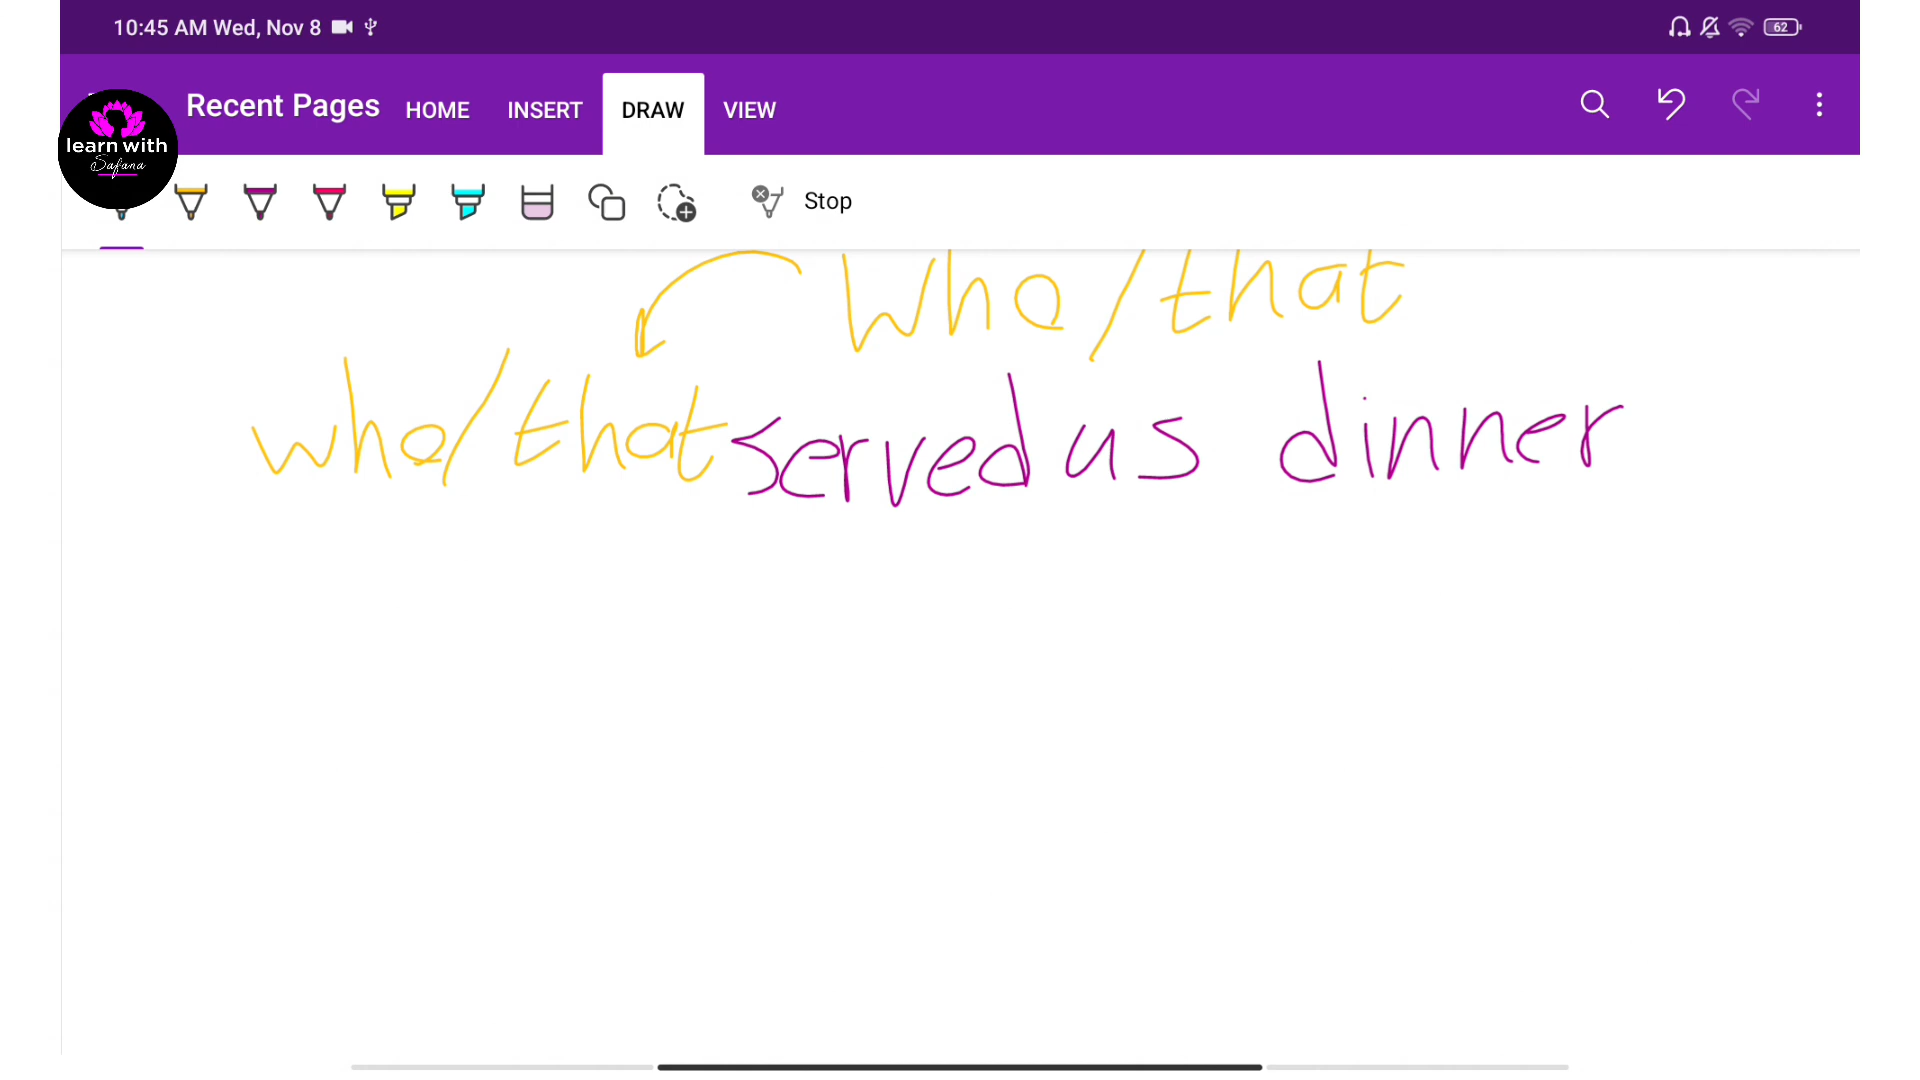 10:45 AM Wed, Nov 8
62
Recent Pages HOME INSERT DRAW VIEW
learn with
Safana
Stop
Who/that
who/that served us dinner